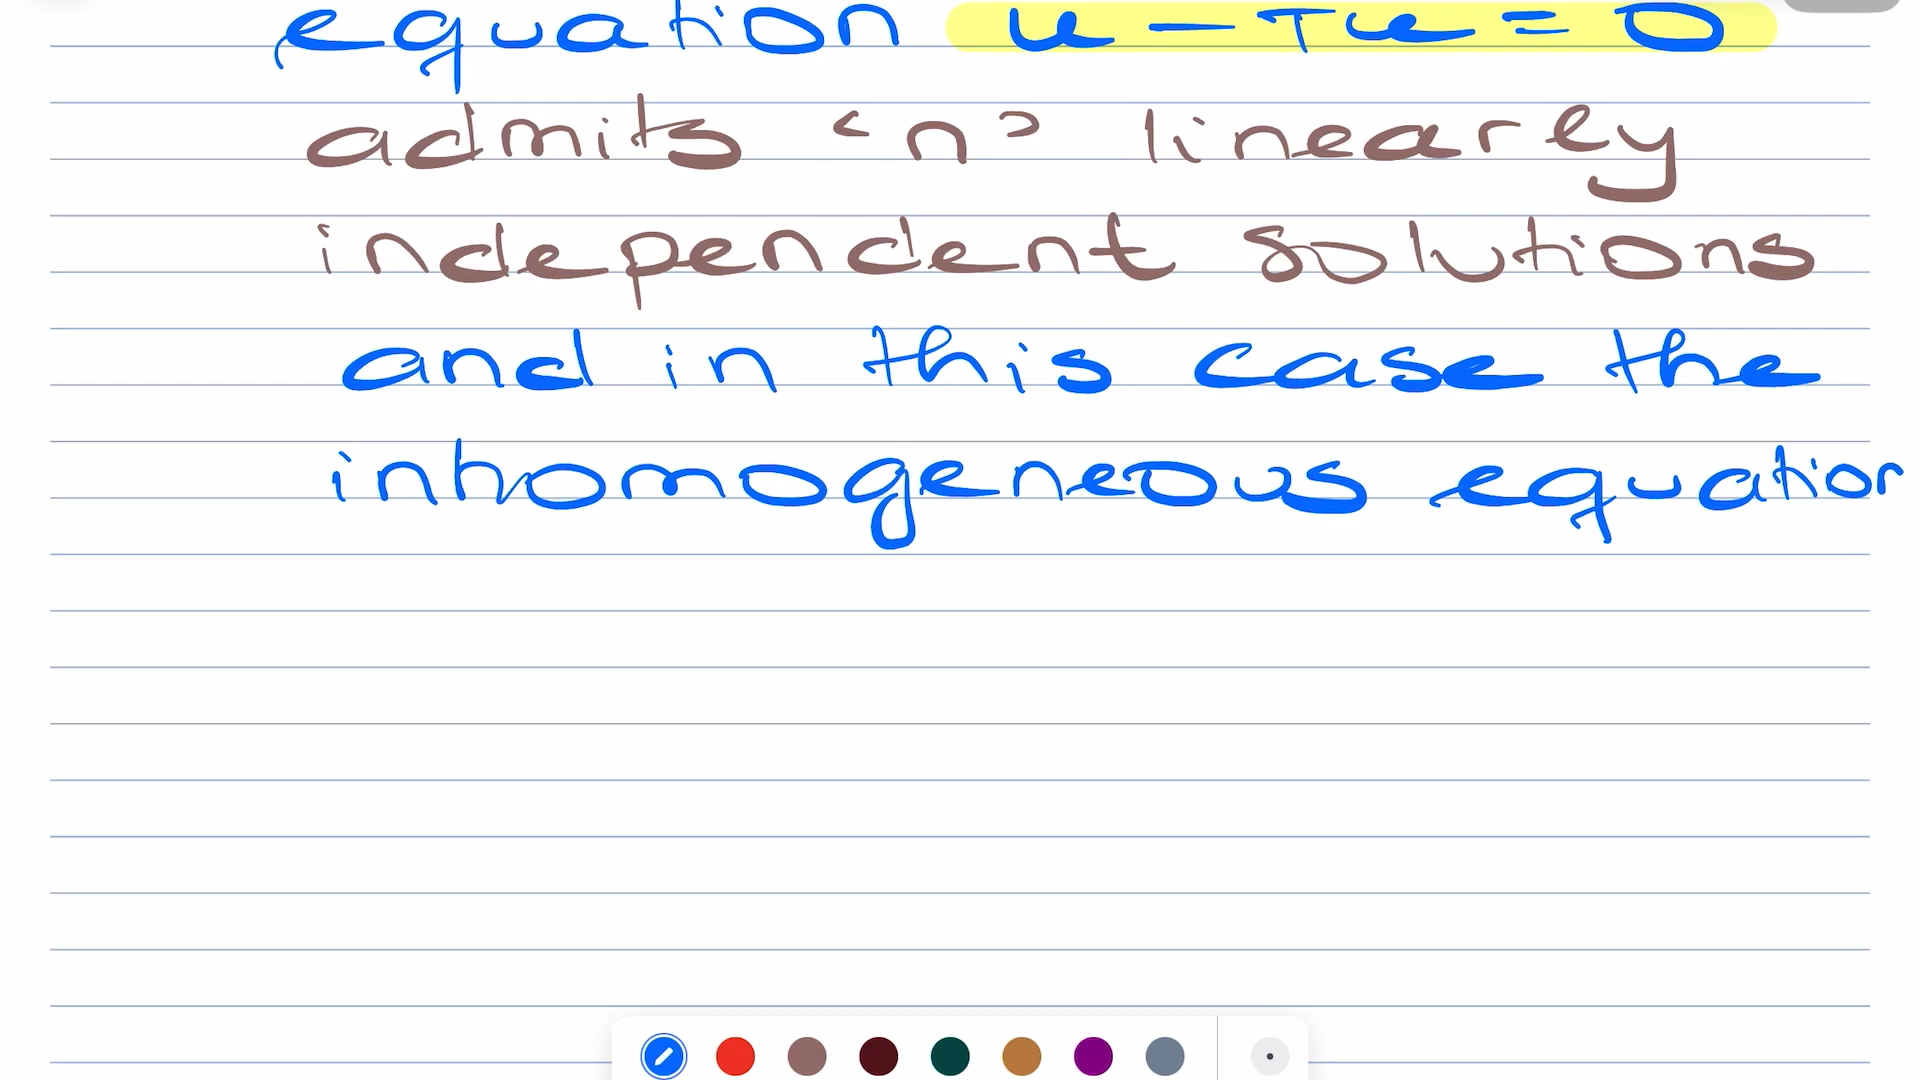 equation u - Tu = 0
admits ‘n’ linearly
independent solutions
and in this case the
inhomogeneous equation